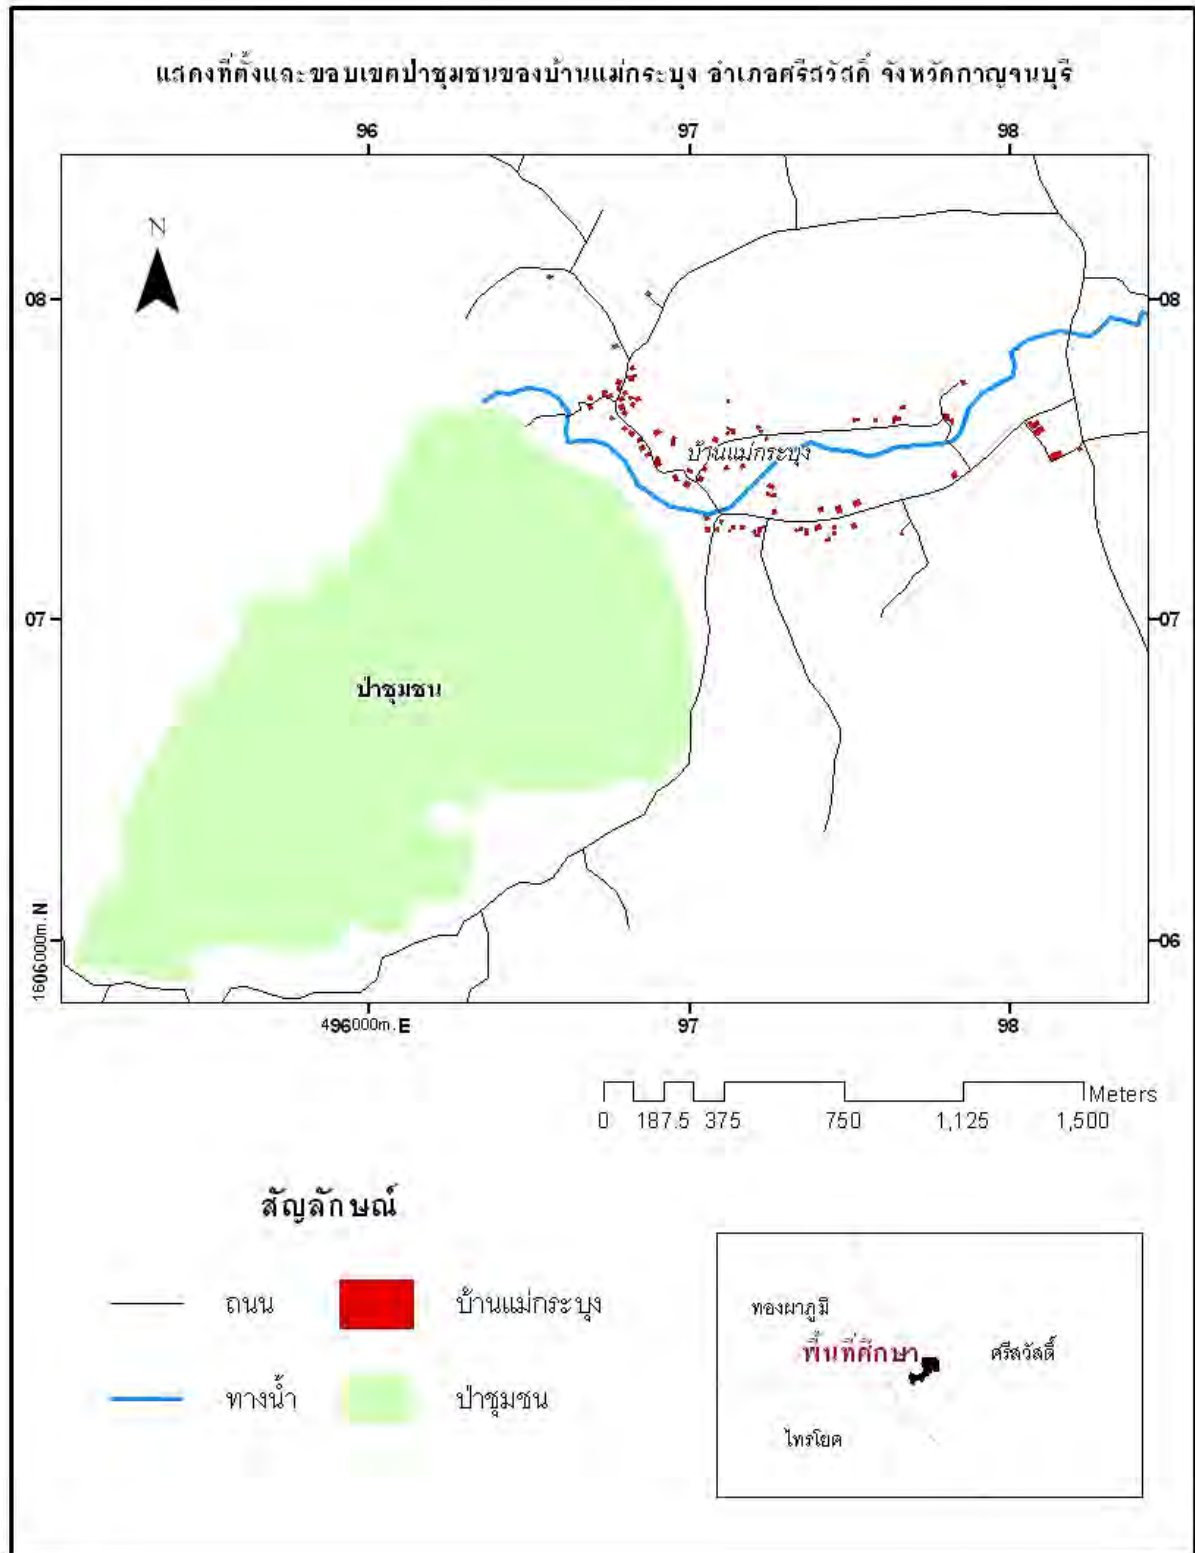 แสดงที่ตั้งและขอบเขตป่าชุมชนของบ้านแม่กระบุง อำเภอศรีสวัสดิ์ จังหวัดกาญจนบุรี
96 97 98
N
08 08
บ้านแม่กระบุง
07 07
ป่าชุมชน
1606000m.N 06
496000m.E 97 98
Meters
0 187.5 375 750 1,125 1,500
สัญลักษณ์
ถนน บ้านแม่กระบุง
ทางน้ำ ป่าชุมชน
ทองผาภูมิ
พื้นที่ศึกษา ศรีสวัสดิ์
ไทรโยค